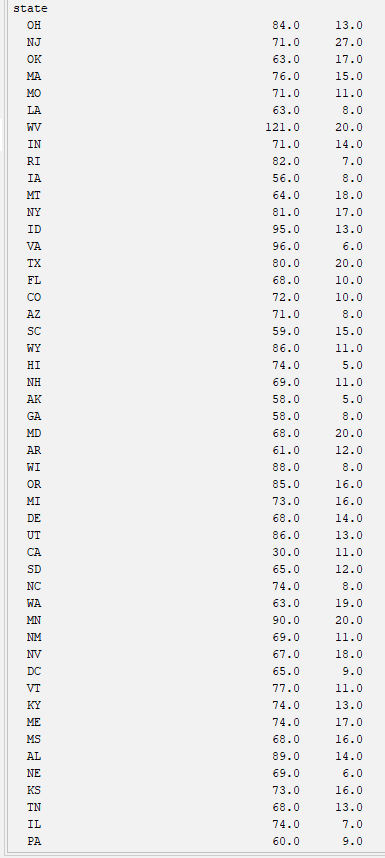 state
OH 84.0 13.0
NJ 71.0 27.0
OK 63.0 17.0
MA 76.0 15.0
MO 71.0 11.0
LA 63.0 8.0
WV 121.0 20.0
IN 71.0 14.0
RI 82.0 7.0
IA 56.0 8.0
MT 64.0 18.0
NY 81.0 17.0
ID 95.0 13.0
VA 96.0 6.0
TX 80.0 20.0
FL 68.0 10.0
CO 72.0 10.0
AZ 71.0 8.0
SC 59.0 15.0
WY 86.0 11.0
HI 74.0 5.0
NH 69.0 11.0
AK 58.0 5.0
GA 58.0 8.0
MD 68.0 20.0
AR 61.0 12.0
WI 88.0 8.0
OR 85.0 16.0
MI 73.0 16.0
DE 68.0 14.0
UT 86.0 13.0
CA 30.0 11.0
SD 65.0 12.0
NC 74.0 8.0
WA 63.0 19.0
MN 90.0 20.0
NM 69.0 11.0
NV 67.0 18.0
DC 65.0 9.0
VT 77.0 11.0
KY 74.0 13.0
ME 74.0 17.0
MS 68.0 16.0
AL 89.0 14.0
NE 69.0 6.0
KS 73.0 16.0
TN 68.0 13.0
IL 74.0 7.0
PA 60.0 9.0